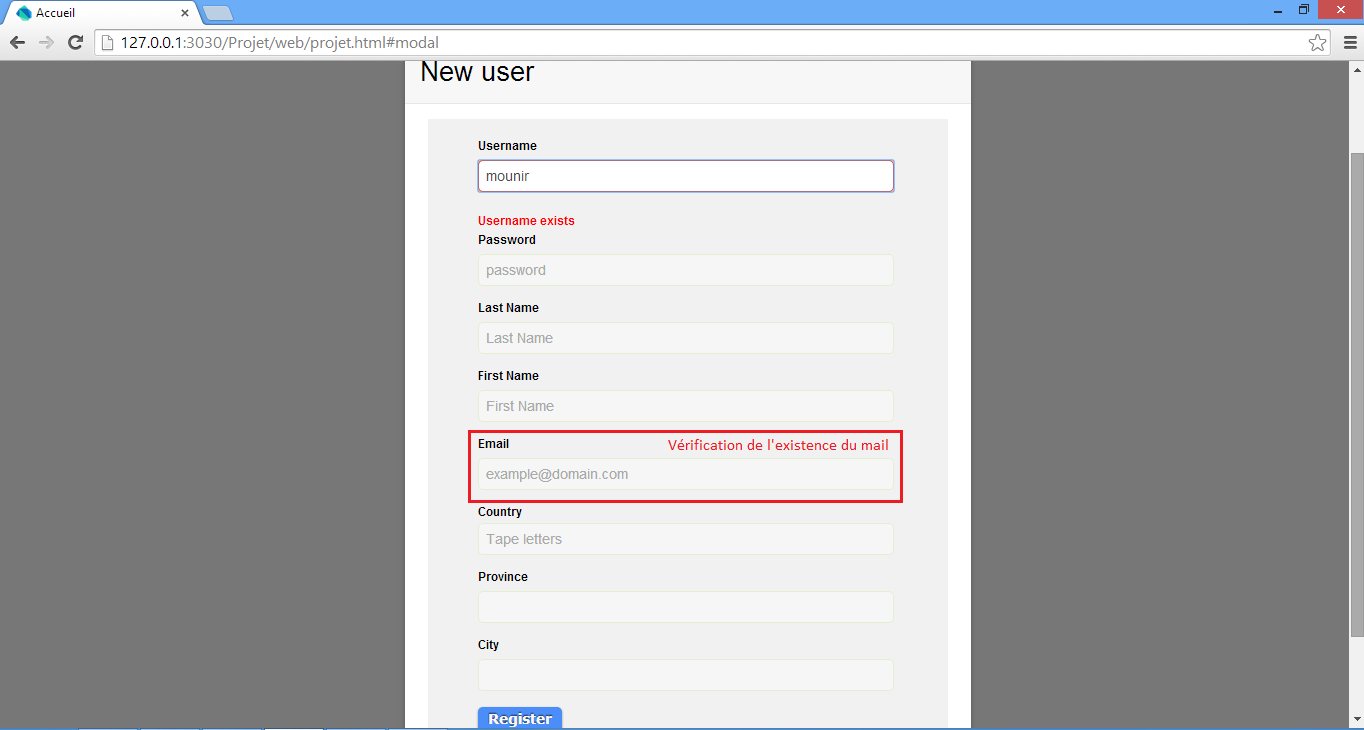 Accueil
127.0.0.1:3030/Projet/web/projet.html#modal
New user
Username
mounir
Username exists
Password
password
Last Name
Last Name
First Name
First Name
Email
Vérification de l'existence du mail
example@domain.com
Country
Tape letters
Province
City
Register